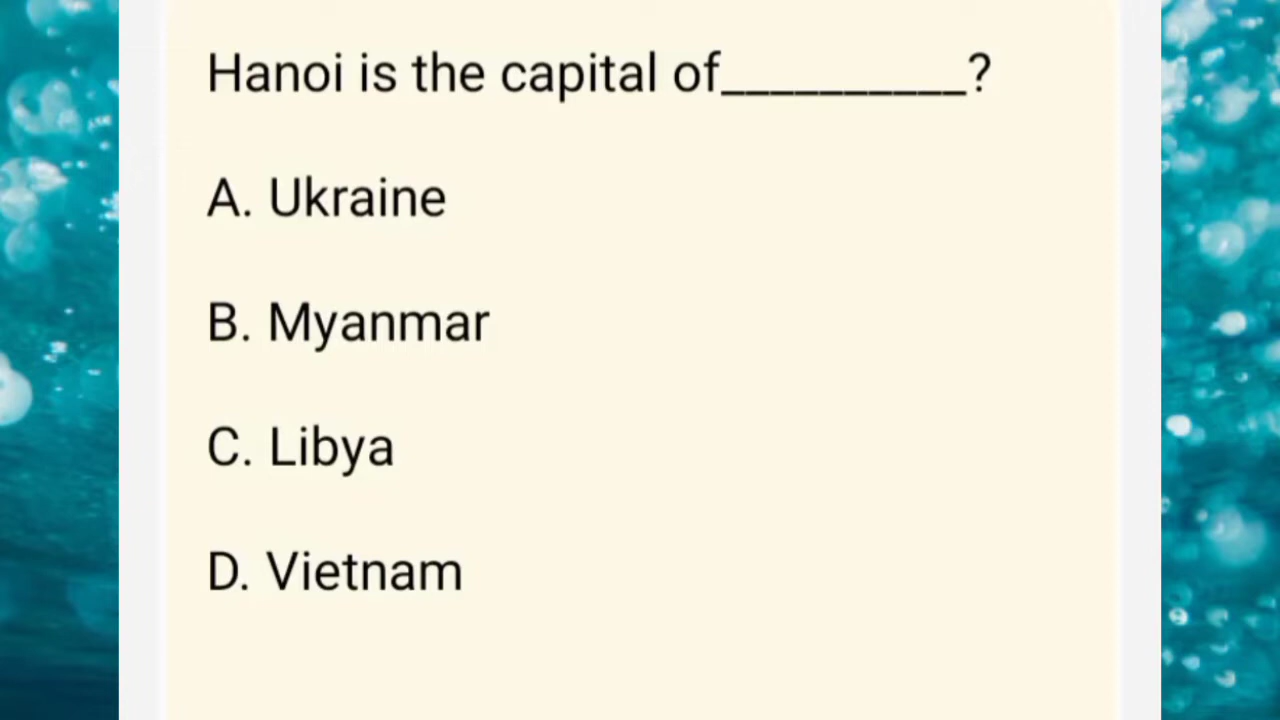 Hanoi is the capital of__________?
A. Ukraine
B. Myanmar
C. Libya
D. Vietnam